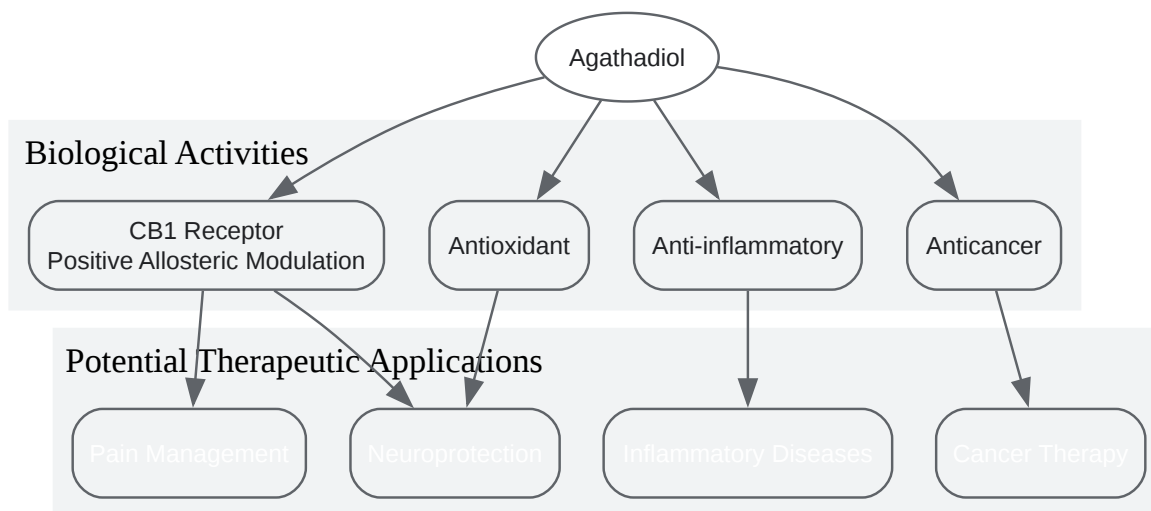 Agathadiol
Biological Activities
CB1 Receptor
Positive Allosteric Modulation
Antioxidant
Anti-inflammatory
Anticancer
Potential Therapeutic Applications
Pain Management
Neuroprotection
Inflammatory Diseases
Cancer Therapy